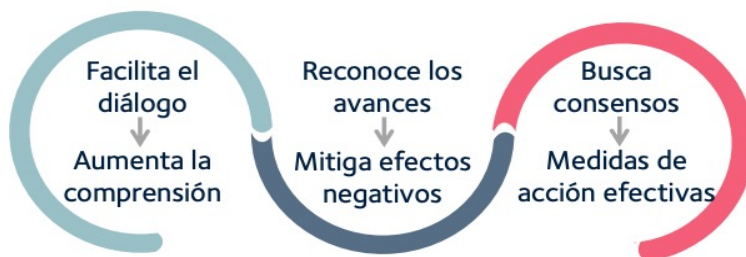 Facilita el
diálogo
Aumenta la
comprensión
Reconoce los
avances
Mitiga efectos
negativos
Busca
consensos
Medidas de
acción efectivas